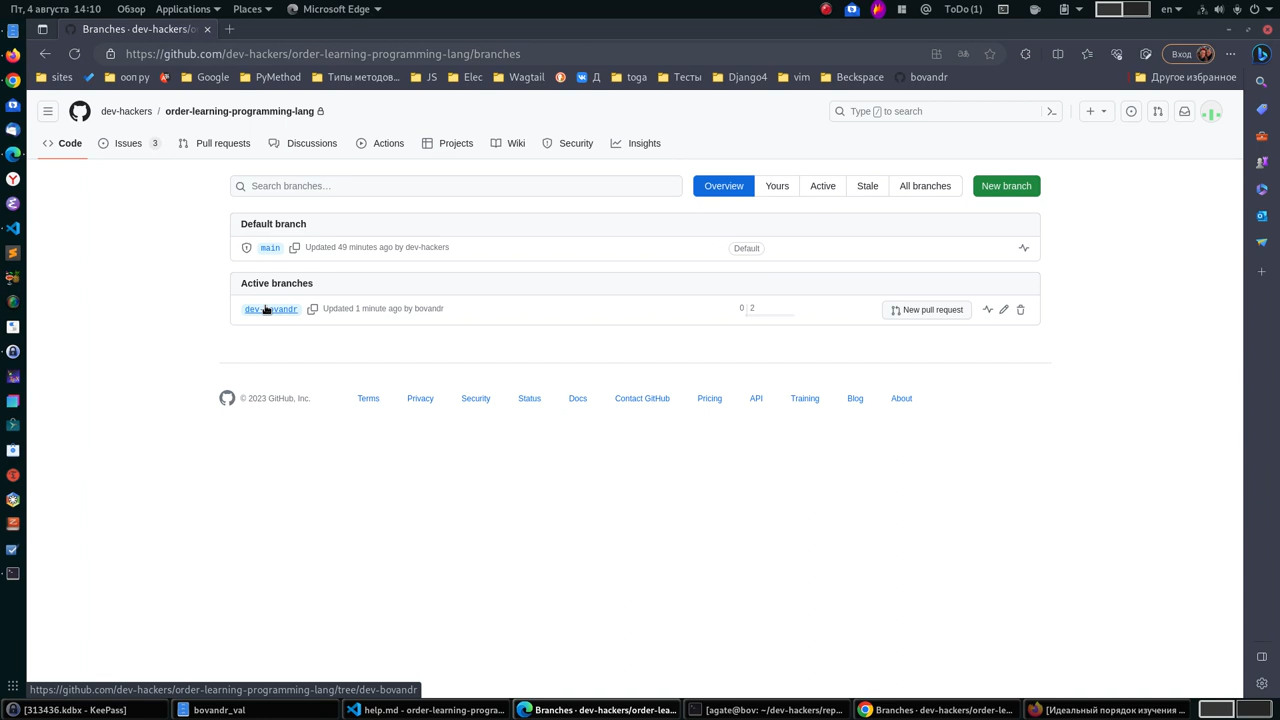 Пт, 4 августа 14:10 Обзор Applications Places Microsoft Edge ToDo(1) en
Branches · dev-hackers/o
https://github.com/dev-hackers/order-learning-programming-lang/branches Вход
sites ооп ру Google PyMethod Типы методов... JS Elec Wagtail Д toga Тесты Django4 vim Beckspace bovandr Другое избранное
dev-hackers / order-learning-programming-lang Type / to search
Code Issues 3 Pull requests Discussions Actions Projects Wiki Security Insights
Search branches... Overview Yours Active Stale All branches New branch
Default branch
main Updated 49 minutes ago by dev-hackers Default
Active branches
dev-bovandr Updated 1 minute ago by bovandr 0 2 New pull request
© 2023 GitHub, Inc. Terms Privacy Security Status Docs Contact GitHub Pricing API Training Blog About
https://github.com/dev-hackers/order-learning-programming-lang/tree/dev-bovandr
[313436.kdbx - KeePass] bovandr_val help.md - order-learning-progra... Branches · dev-hackers/order-lea... [agate@bov: ~/dev-hackers/rep... Branches · dev-hackers/order-le... [Идеальный порядок изучения ...